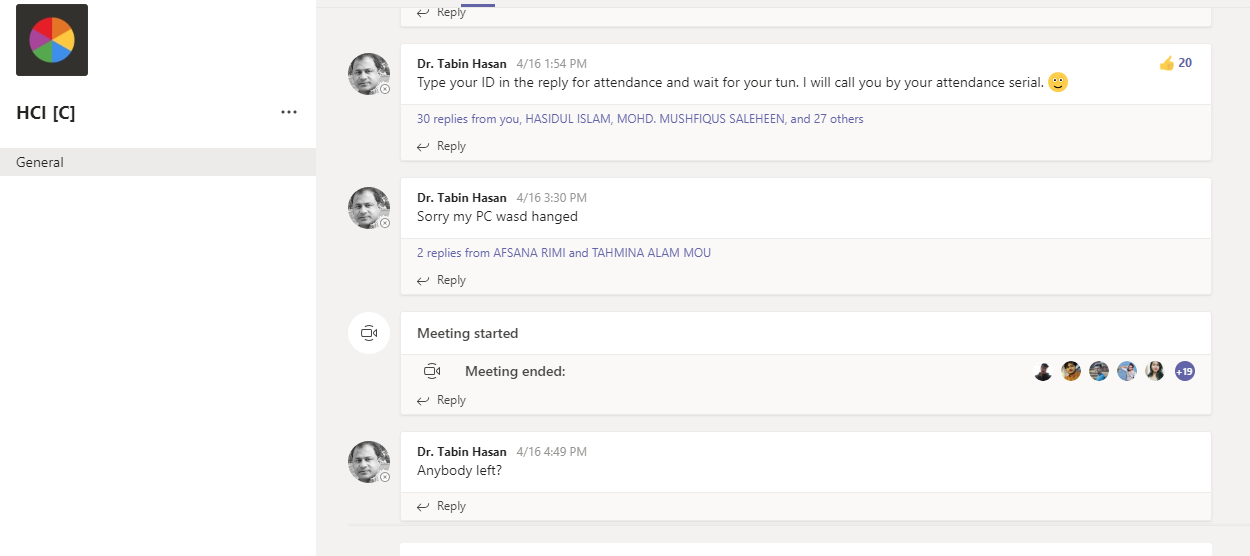 Reply
HCI [C]
...
General
Dr. Tabin Hasan 4/16 1:54 PM
20
Type your ID in the reply for attendance and wait for your tun. I will call you by your attendance serial.
30 replies from you, HASIDUL ISLAM, MOHD. MUSHFIQUS SALEHEEN, and 27 others
Reply
Dr. Tabin Hasan 4/16 3:30 PM
Sorry my PC wasd hanged
2 replies from AFSANA RIMI and TAHMINA ALAM MOU
Reply
Meeting started
Meeting ended:
+19
Reply
Dr. Tabin Hasan 4/16 4:49 PM
Anybody left?
Reply